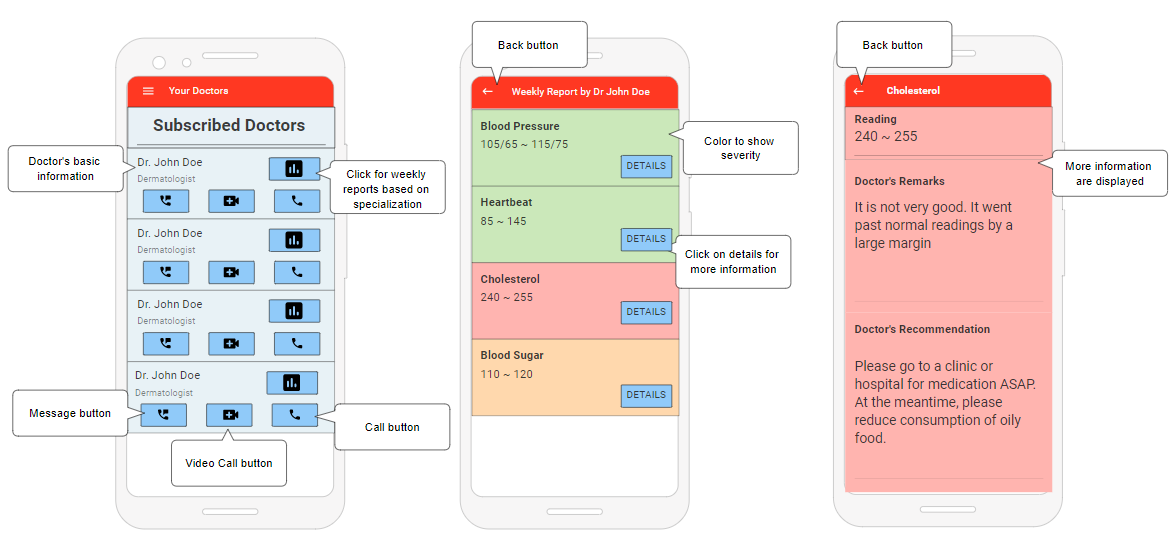 Your Doctors
Subscribed Doctors
Doctor's basic
information
Dr. John Doe
Dermatologist
Click for weekly
reports based on
specialization
Dr. John Doe
Dermatologist
Dr. John Doe
Dermatologist
Dr. John Doe
Dermatologist
Message button
Call button
Video Call button
Back button
Weekly Report by Dr John Doe
Blood Pressure
105/65 ~ 115/75
DETAILS
Color to show
severity
Heartbeat
85 ~ 145
DETAILS
Click on details for
more information
Cholesterol
240 ~ 255
DETAILS
Blood Sugar
110 ~ 120
DETAILS
Back button
Cholesterol
Reading
240 ~ 255
More information
are displayed
Doctor's Remarks
It is not very good. It went
past normal readings by a
large margin
Doctor's Recommendation
Please go to a clinic or
hospital for medication ASAP.
At the meantime, please
reduce consumption of oily
food.